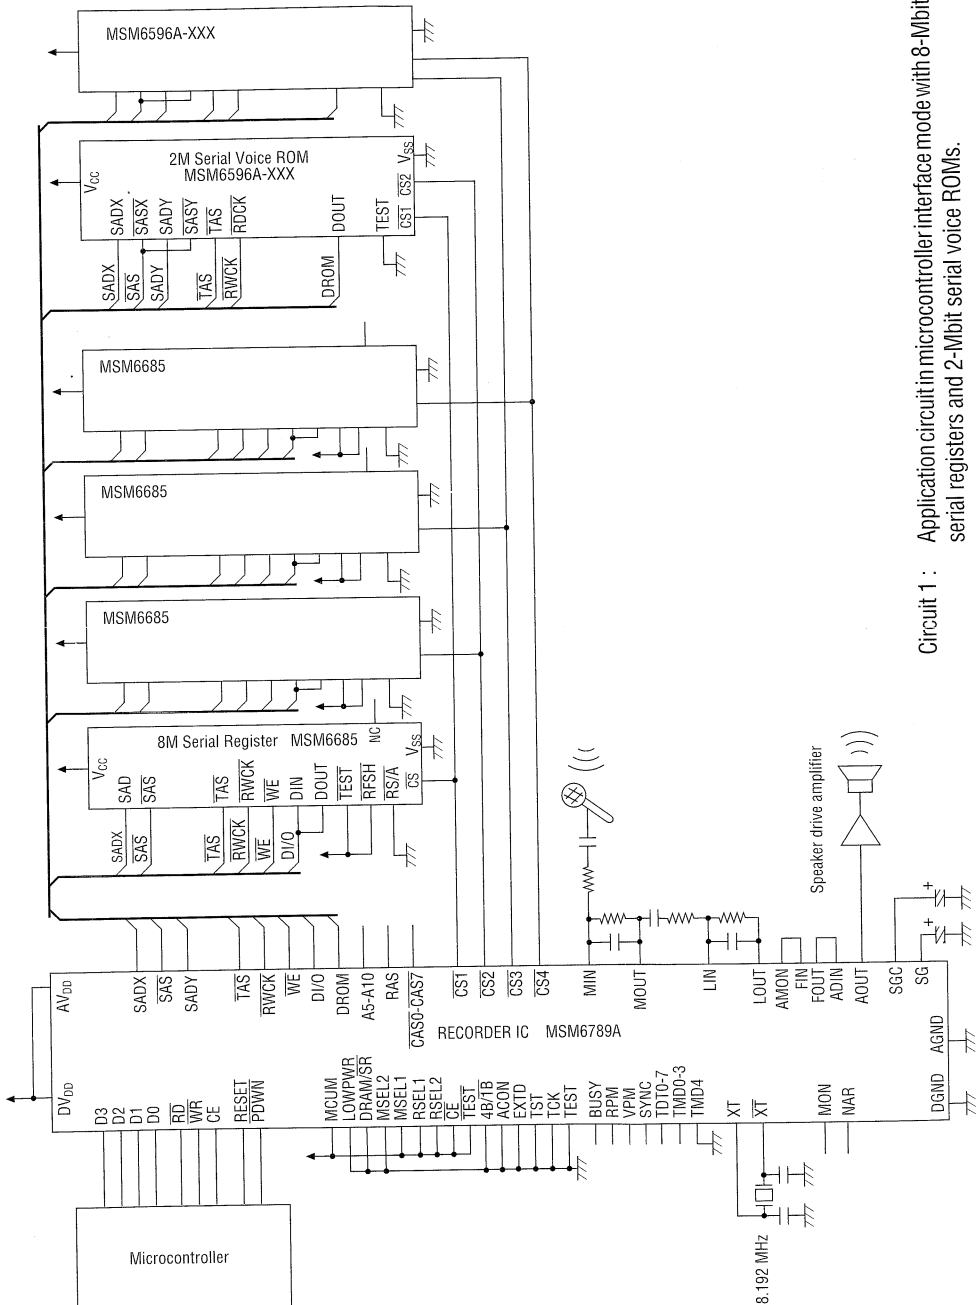 MSM6596A-XXX
2M Serial Voice ROM
MSM6596A-XXX
VCC
VSS
SADX
SASX
SADY
SASY
TAS
RDCK
DOUT
TEST
CS1
CS2
SADX
SAS
SADY
TAS
RWCK
DROM
MSM6685
MSM6685
MSM6685
8M Serial Register MSM6685
NC
VCC
VSS
SAD
SAS
TAS
RWCK
WE
DIN
DOUT
TEST
RFSH
RS/A
CS
SADX
SAS
TAS
RWCK
WE
DI/O
Speaker drive amplifier
AVDD
SADX
SAS
SADY
TAS
RWCK
WE
DI/O
DROM
A5-A10
RAS
CAS0-CAS7
CS1
CS2
CS3
CS4
MIN
MOUT
LIN
LOUT
AMON
FIN
FOUT
ADIN
AOUT
SGC
SG
+
+
RECORDER IC MSM6789A
DVDD
D3
D2
D1
D0
RD
WR
CE
RESET
PDWN
MCUM
LOWPWR
DRAM/SR
MSEL2
MSEL1
RSEL1
RSEL2
CE
TEST
4B/1B
ACON
EXTD
TST
TCK
TEST
BUSY
RPM
VPM
SYNC
TDT0-7
TMD0-3
TMD4
XT
XT
MON
NAR
DGND
AGND
8.192 MHz
Microcontroller
Circuit 1 : Application circuit in microcontroller interface mode with 8-Mbit
serial registers and 2-Mbit serial voice ROMs.